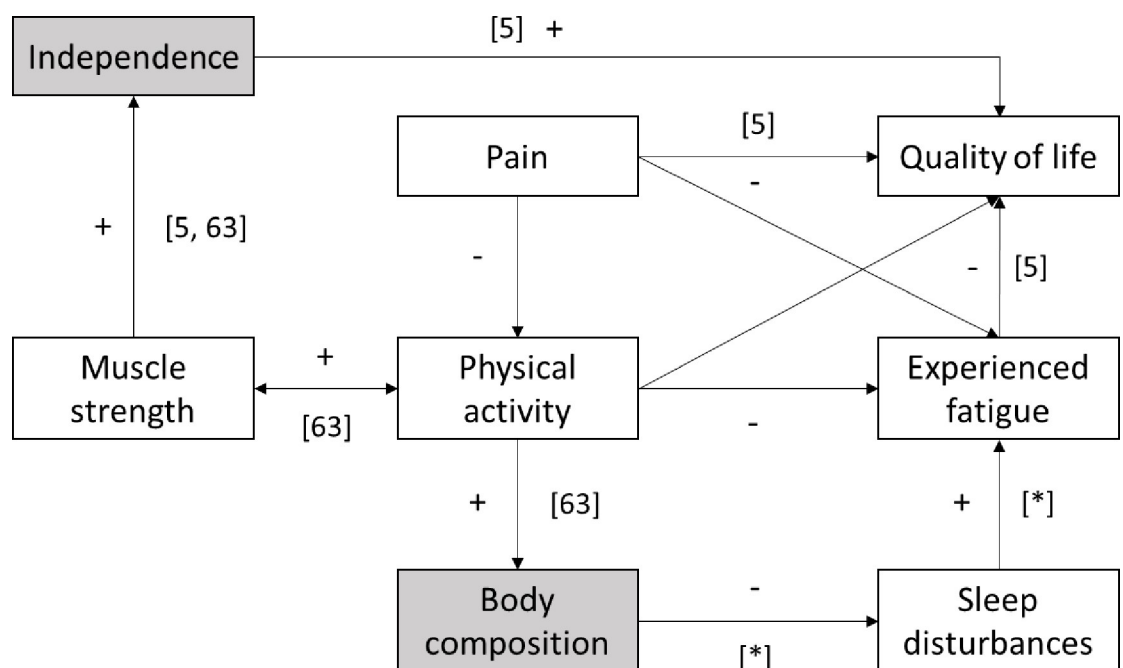 [5] +
Independence
Pain
[5]
-
Quality of life
+ [5, 63]
-
- [5]
Muscle
strength
+
[63]
Physical
activity
-
Experienced
fatigue
+ [63]
+ [*]
Body
composition
-
[*]
Sleep
disturbances